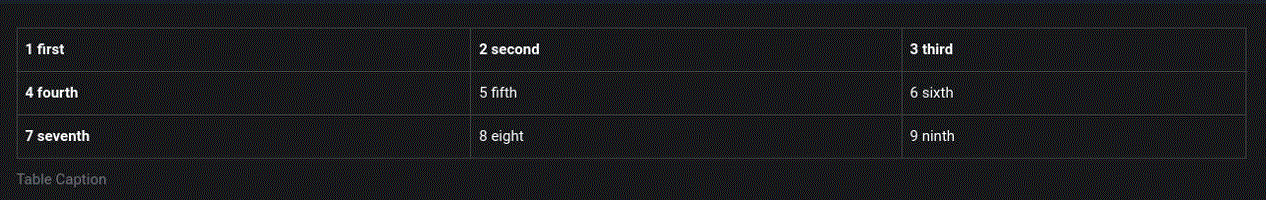 1 first 2 second 3 third
4 fourth 5 fifth 6 sixth
7 seventh 8 eight 9 ninth
Table Caption